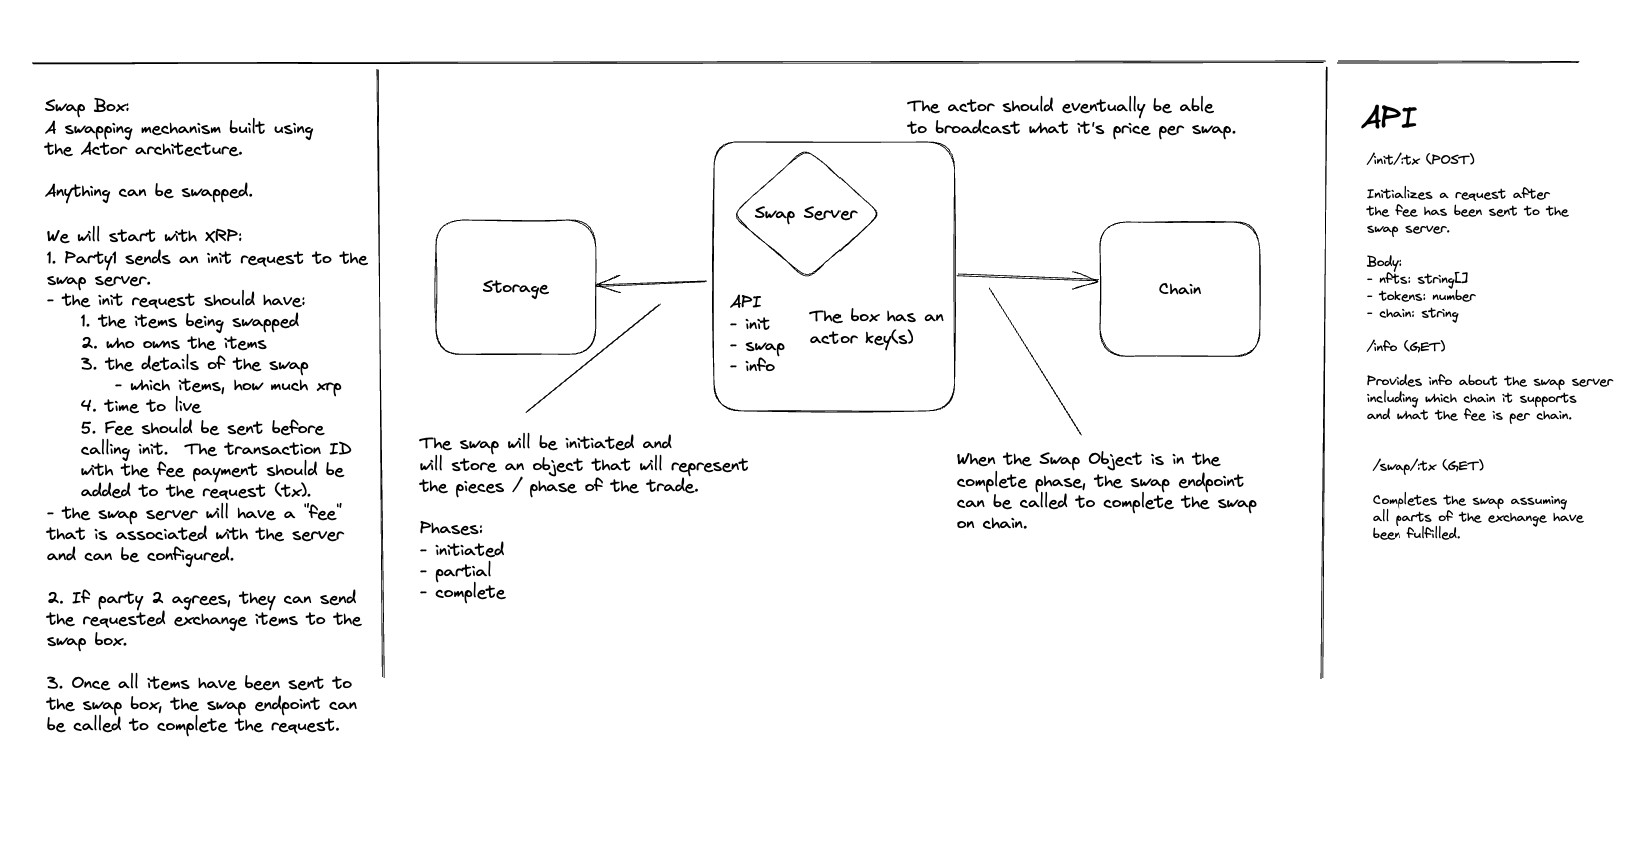 Swap Box:
A swapping mechanism built using
the Actor architecture.
Anything can be swapped.
We will start with XRP:
1. Party1 sends an init request to the
swap server.
- the init request should have:
1. the items being swapped
2. who owns the items
3. the details of the swap
- which items, how much xrp
4. time to live
5. Fee should be sent before
calling init. The transaction ID
with the fee payment should be
added to the request (tx).
- the swap server will have a "fee"
that is associated with the server
and can be configured.
2. If party 2 agrees, they can send
the requested exchange items to the
swap box.
3. Once all items have been sent to
the swap box, the swap endpoint can
be called to complete the request.
The actor should eventually be able
to broadcast what it's price per swap.
Storage
Swap Server
API
- init
- swap
- info
The box has an
actor key(s)
Chain
The swap will be initiated and
will store an object that will represent
the pieces / phase of the trade.
Phases:
- initiated
- partial
- complete
When the Swap Object is in the
complete phase, the swap endpoint
can be called to complete the swap
on chain.
API
/init/:tx (POST)
Initializes a request after
the fee has been sent to the
swap server.
Body:
- nfts: string[]
- tokens: number
- chain: string
/info (GET)
Provides info about the swap server
including which chain it supports
and what the fee is per chain.
/swap/:tx (GET)
Completes the swap assuming
all parts of the exchange have
been fulfilled.